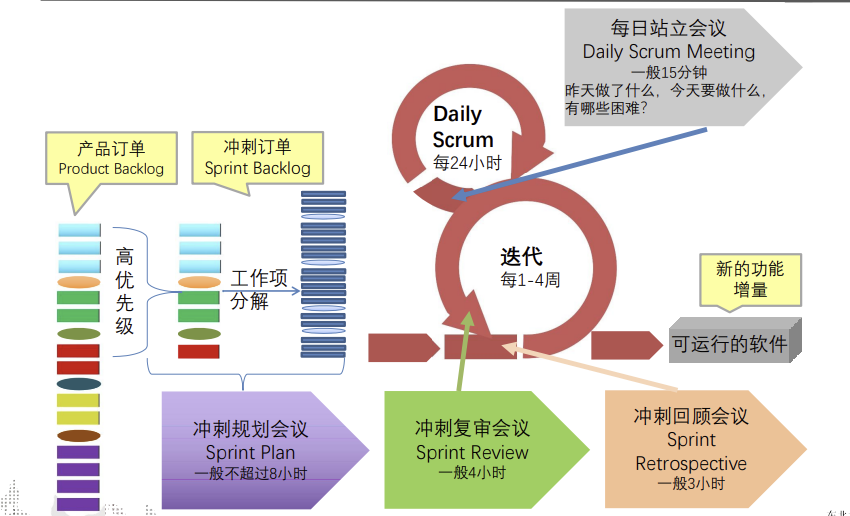 每日站立会议
Daily Scrum Meeting
一般15分钟
昨天做了什么，今天要做什么，
有哪些困难？
Daily
Scrum
每24小时
产品订单
Product Backlog
冲刺订单
Sprint Backlog
高
优
先
级
工作项
分解
迭代
每1-4周
新的功能
增量
可运行的软件
冲刺规划会议
Sprint Plan
一般不超过8小时
冲刺复审会议
Sprint Review
一般4小时
冲刺回顾会议
Sprint
Retrospective
一般3小时